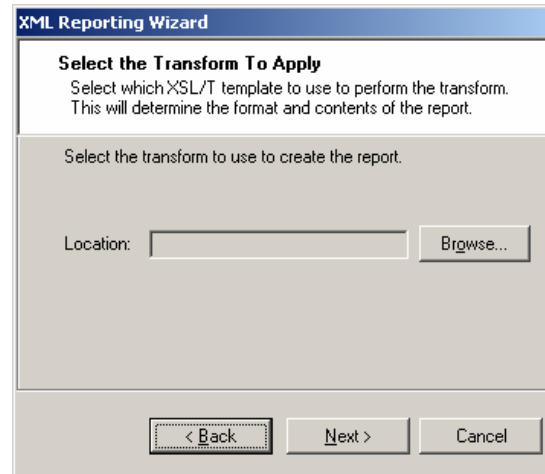 XML Reporting Wizard
Select the Transform To Apply
Select which XSL/T template to use to perform the transform.
This will determine the format and contents of the report.
Select the transform to use to create the report.
Location:
Browse...
< Back
Next >
Cancel